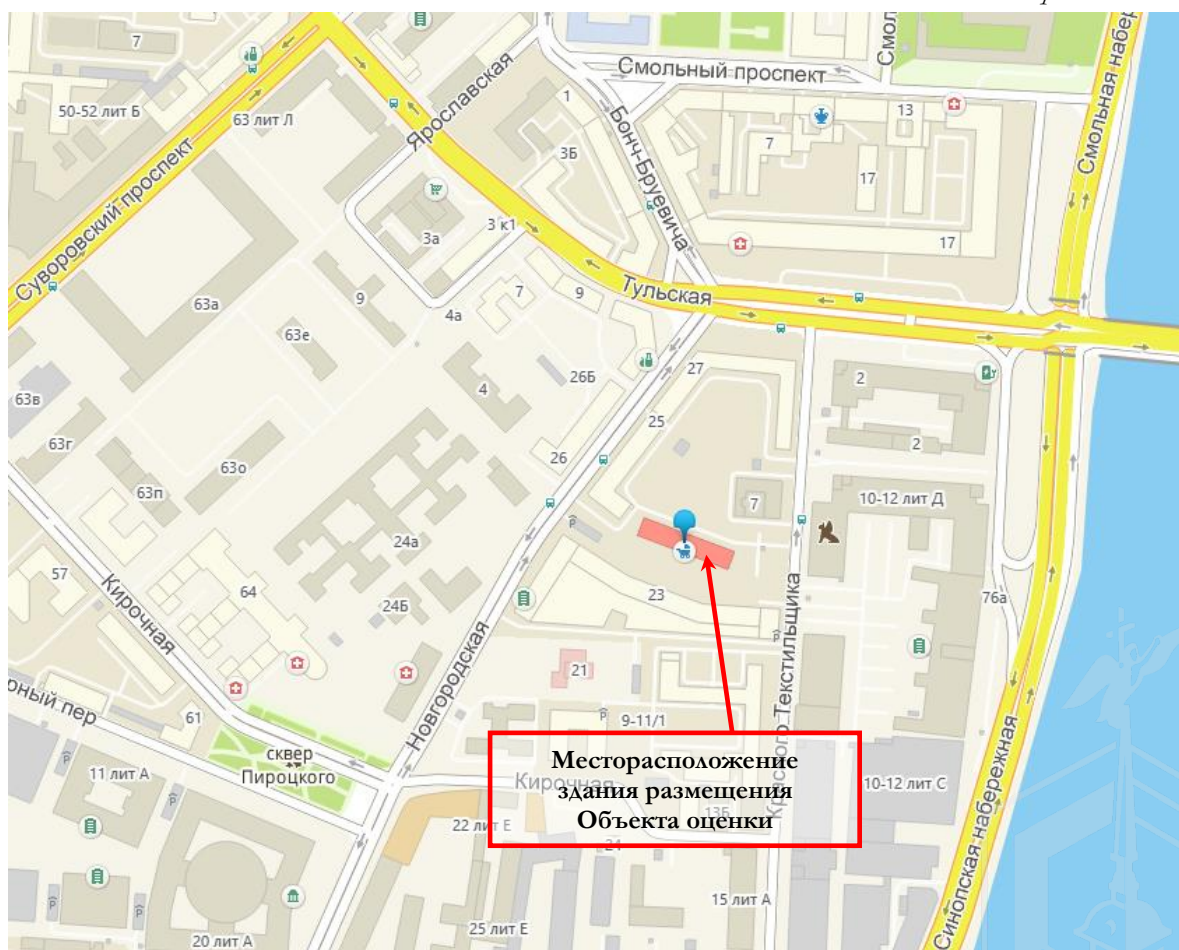 7
Смольный проспект
Смольная набер
50-52 лит Б
63 лит Л
Ярославская
1
3Б
Бонч-Бруевича
13
7
17
17
Суворовский проспект
3а
3 к1
7
9
Тульская
63а
9
4а
63е
26Б
27
2
4
63в
25
2
63г
63о
26
63п
7
10-12 лит Д
24а
57
Кирочная
64
24Б
23
76а
Новгородская
21
Красного Текстильщика
рный пер
61
9-11/1
сквер
Пироцкого
Месторасположение
здания размещения
Объекта оценки
Кирочная
11 лит А
10-12 лит С
13Б
22 лит Е
15 лит А
25 лит Е
20 лит А
Синопская набережная